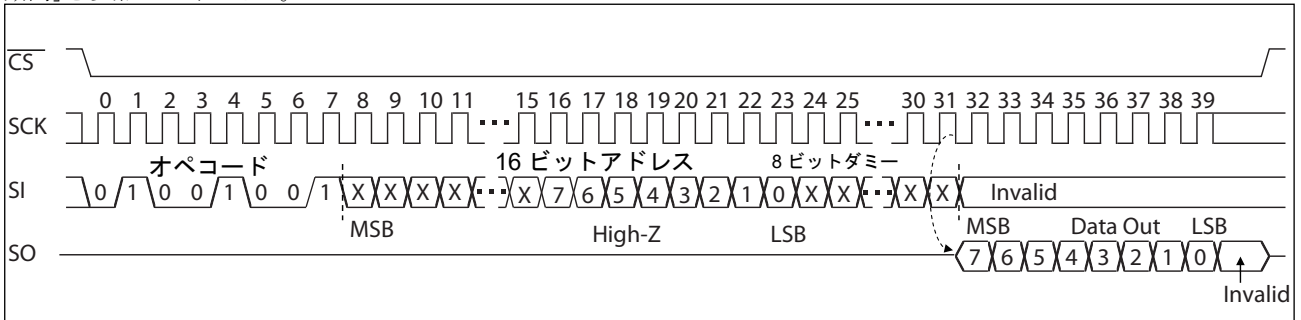 CS
0 1 2 3 4 5 6 7 8 9 10 11 ••• 15 16 17 18 19 20 21 22 23 24 25 ••• 30 31 32 33 34 35 36 37 38 39
SCK
オペコード 16 ビットアドレス 8 ビットダミー
SI 0 1 0 0 1 0 0 1 X X X X ••• X 7 6 5 4 3 2 1 0 X X ••• X X Invalid
MSB High-Z LSB MSB Data Out LSB
SO 7 6 5 4 3 2 1 0
Invalid